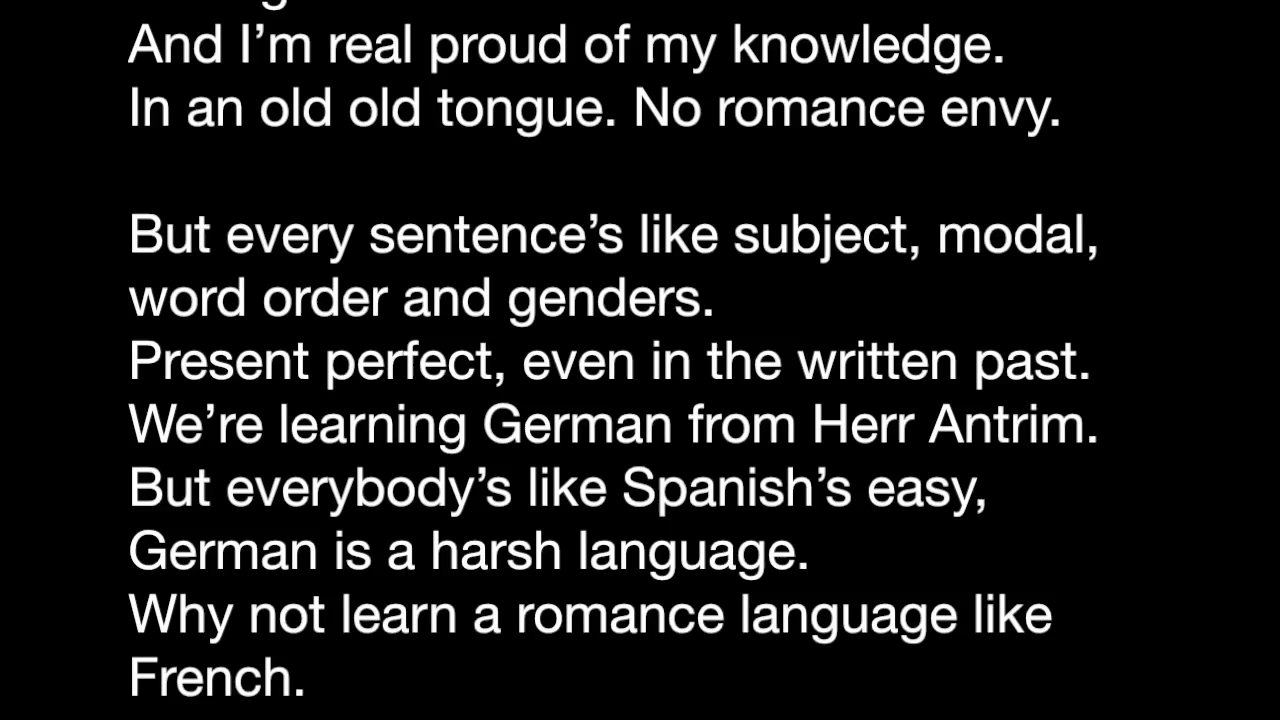 And I’m real proud of my knowledge.
In an old old tongue. No romance envy.
But every sentence’s like subject, modal,
word order and genders.
Present perfect, even in the written past.
We’re learning German from Herr Antrim.
But everybody’s like Spanish’s easy,
German is a harsh language.
Why not learn a romance language like
French.